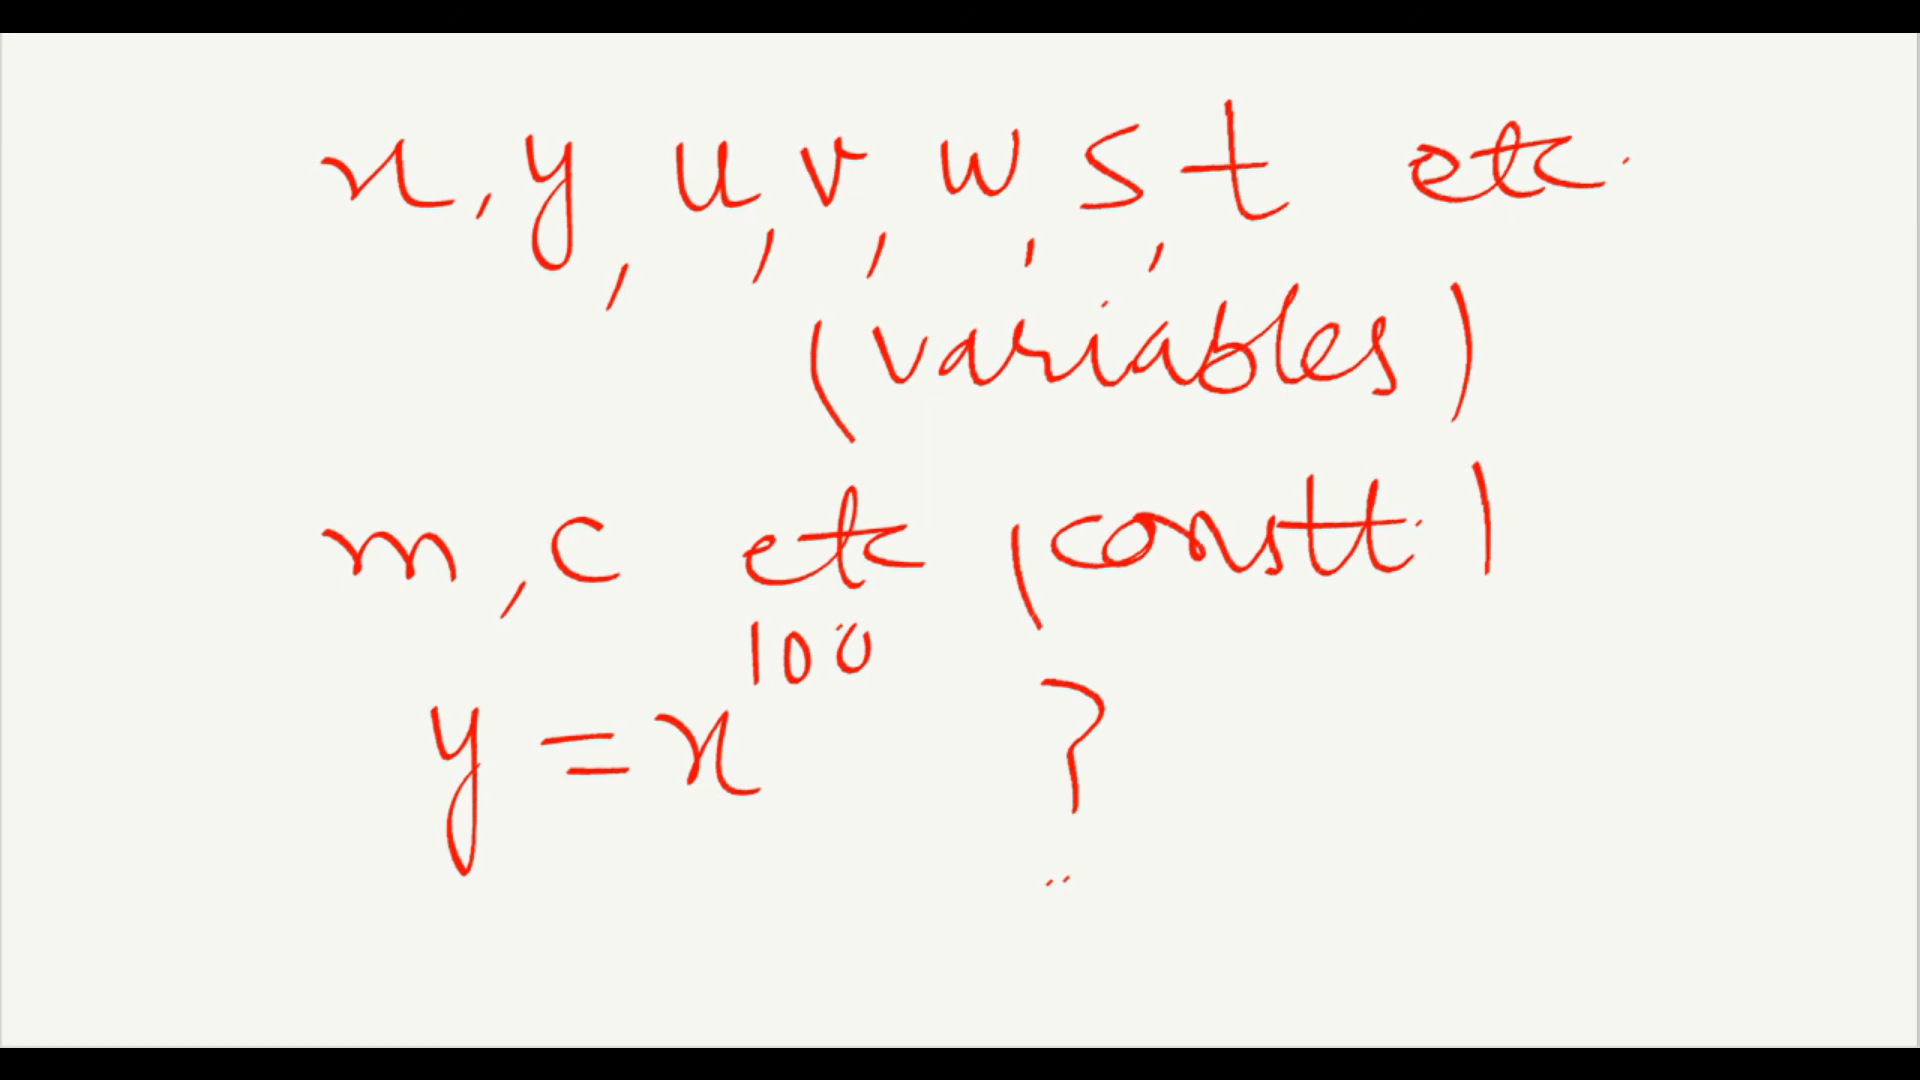 x, y, u, v, w, s, t etc.
(variables)
m, c etc (constt.)
y = x^100 ?